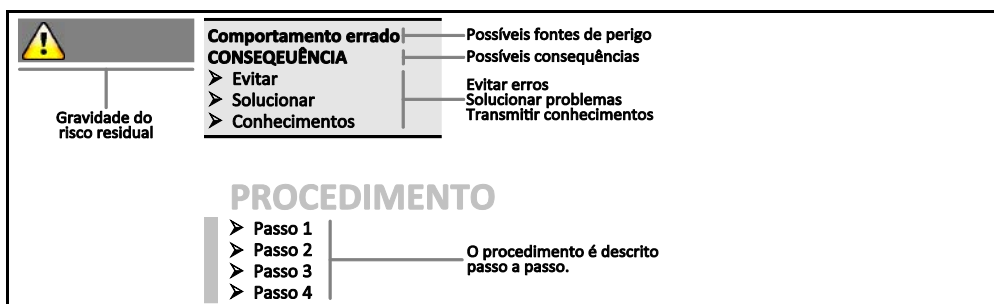 Comportamento errado
CONSEQEUÊNCIA
➢ Evitar
➢ Solucionar
➢ Conhecimentos
Possíveis fontes de perigo
Possíveis consequências
Evitar erros
Solucionar problemas
Transmitir conhecimentos
Gravidade do
risco residual
PROCEDIMENTO
➢ Passo 1
➢ Passo 2
➢ Passo 3
➢ Passo 4
O procedimento é descrito
passo a passo.